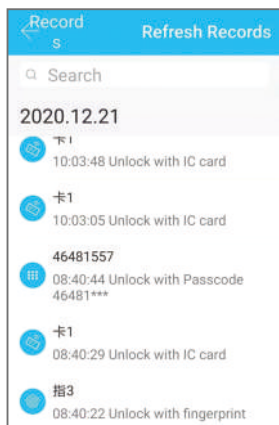 Records
Refresh Records
Search
2020.12.21
卡1
10:03:48 Unlock with IC card
卡1
10:03:05 Unlock with IC card
46481557
08:40:44 Unlock with Passcode
46481***
卡1
08:40:29 Unlock with IC card
指3
08:40:22 Unlock with fingerprint